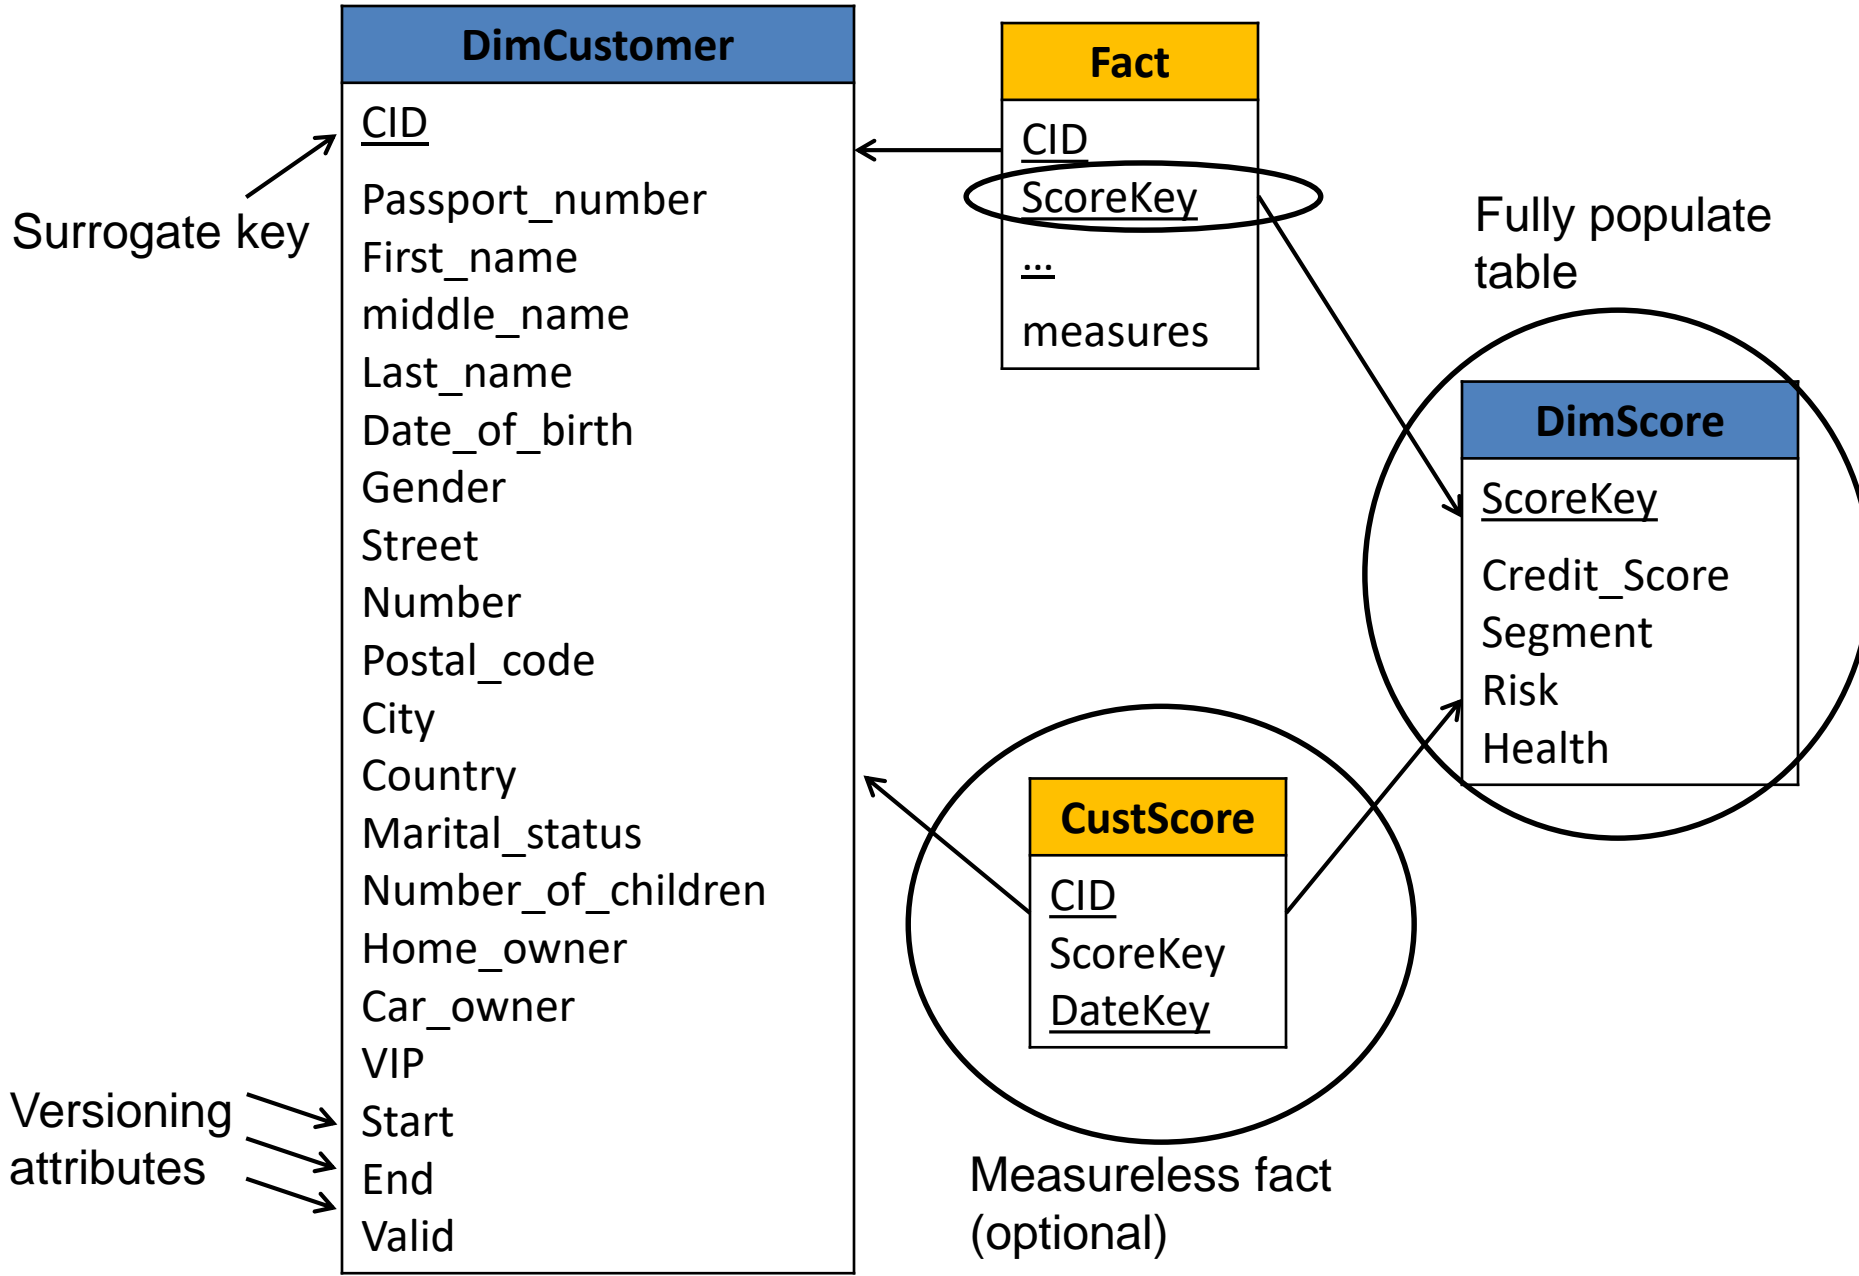 DimCustomer
CID
Passport_number
First_name
middle_name
Last_name
Date_of_birth
Gender
Street
Number
Postal_code
City
Country
Marital_status
Number_of_children
Home_owner
Car_owner
VIP
Start
End
Valid
Surrogate key
Versioning
attributes
Fact
CID
ScoreKey
...
measures
Fully populate
table
DimScore
ScoreKey
Credit_Score
Segment
Risk
Health
CustScore
CID
ScoreKey
DateKey
Measureless fact
(optional)